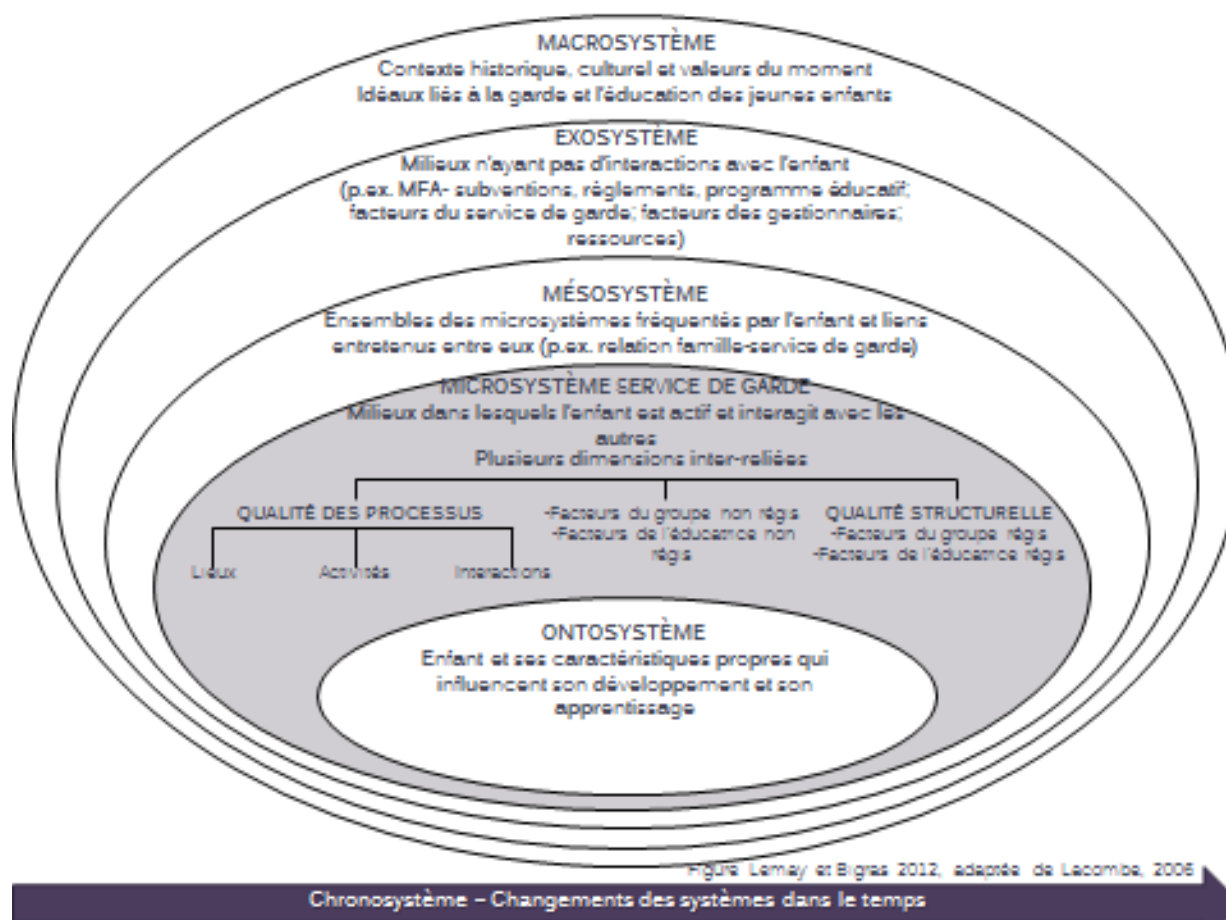 MACROSYSTÈME
Contexte historique, culturel et valeurs du moment
Idéaux liés à la garde et l'éducation des jeunes enfants
EXOSYSTÈME
Milieux n'ayant pas d'interactions avec l'enfant
(p.ex. MFA- subventions, règlements, programme éducatif;
facteurs du service de garde; facteurs des gestionnaires;
ressources)
MÉSOSYSTÈME
Ensembles des microsystèmes fréquentés par l'enfant et liens
entretenus entre eux (p.ex. relation famille-service de garde)
MICROSYSTÈME SERVICE DE GARDE
Milieux dans lesquels l'enfant est actif et interagit avec les
autres
Plusieurs dimensions inter-reliées
QUALITÉ DES PROCESSUS
Lieux
Activités
Interactions
-Facteurs du groupe non régis
-Facteurs de l'éducatrice non
régis
QUALITÉ STRUCTURELLE
-Facteurs du groupe régis
-Facteurs de l'éducatrice régis
ONTOSYSTÈME
Enfant et ses caractéristiques propres qui
influencent son développement et son
apprentissage
Figure Lemay et Bigras 2012, adaptée de Lacombe, 2006
Chronosystème – Changements des systèmes dans le temps